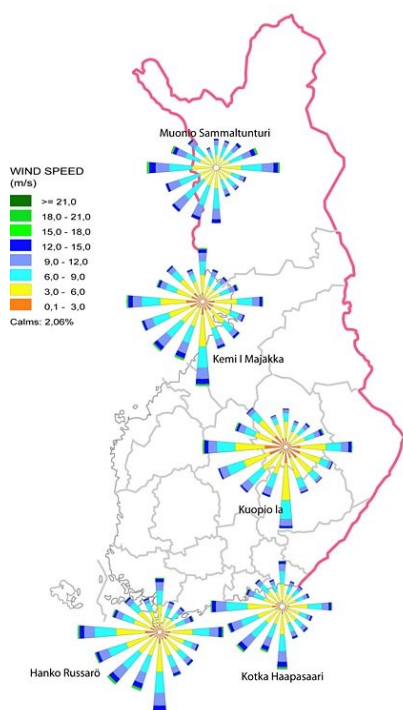 Muonio Sammaltunturi
WIND SPEED
(m/s)
>= 21,0
18,0 - 21,0
15,0 - 18,0
12,0 - 15,0
9,0 - 12,0
6,0 - 9,0
3,0 - 6,0
0,1 - 3,0
Calms: 2,06%
Kemi I Majakka
Kuopio la
Hanko Russarö
Kotka Haapasaari